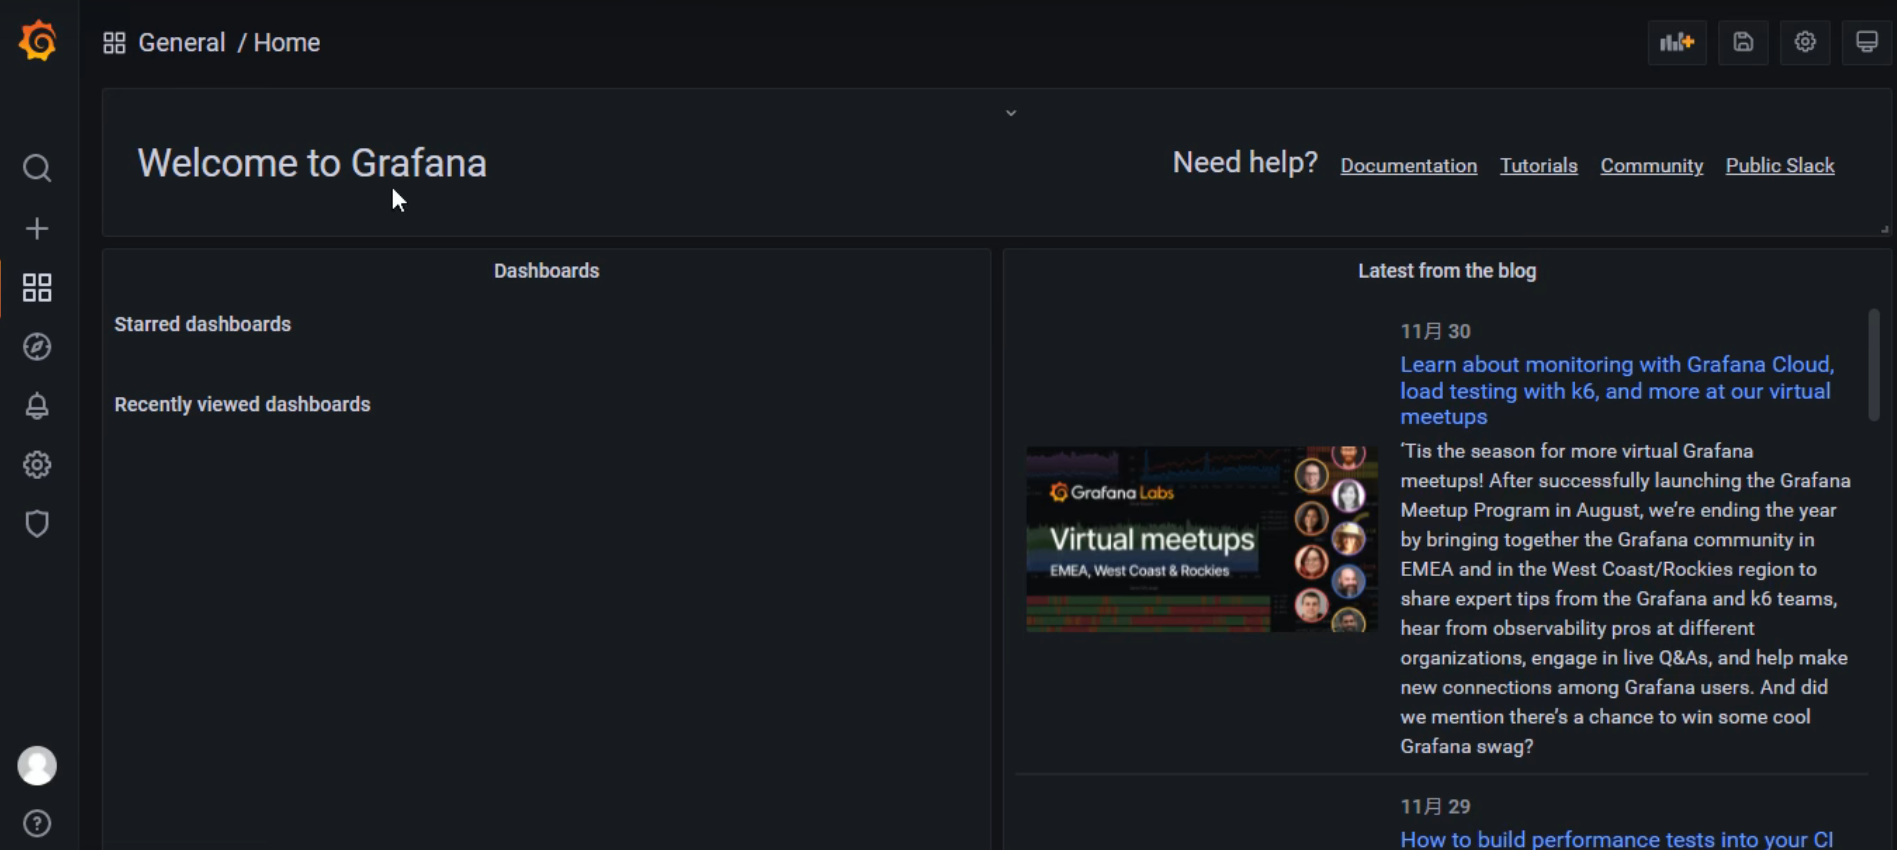 General / Home
Welcome to Grafana
Need help? Documentation Tutorials Community Public Slack
Dashboards
Starred dashboards
Recently viewed dashboards
Latest from the blog
11月 30
Learn about monitoring with Grafana Cloud,
load testing with k6, and more at our virtual
meetups
Grafana Labs
Virtual meetups
EMEA, West Coast & Rockies
‘Tis the season for more virtual Grafana
meetups! After successfully launching the Grafana
Meetup Program in August, we’re ending the year
by bringing together the Grafana community in
EMEA and in the West Coast/Rockies region to
share expert tips from the Grafana and k6 teams,
hear from observability pros at different
organizations, engage in live Q&As, and help make
new connections among Grafana users. And did
we mention there’s a chance to win some cool
Grafana swag?
11月 29
How to build performance tests into your CI